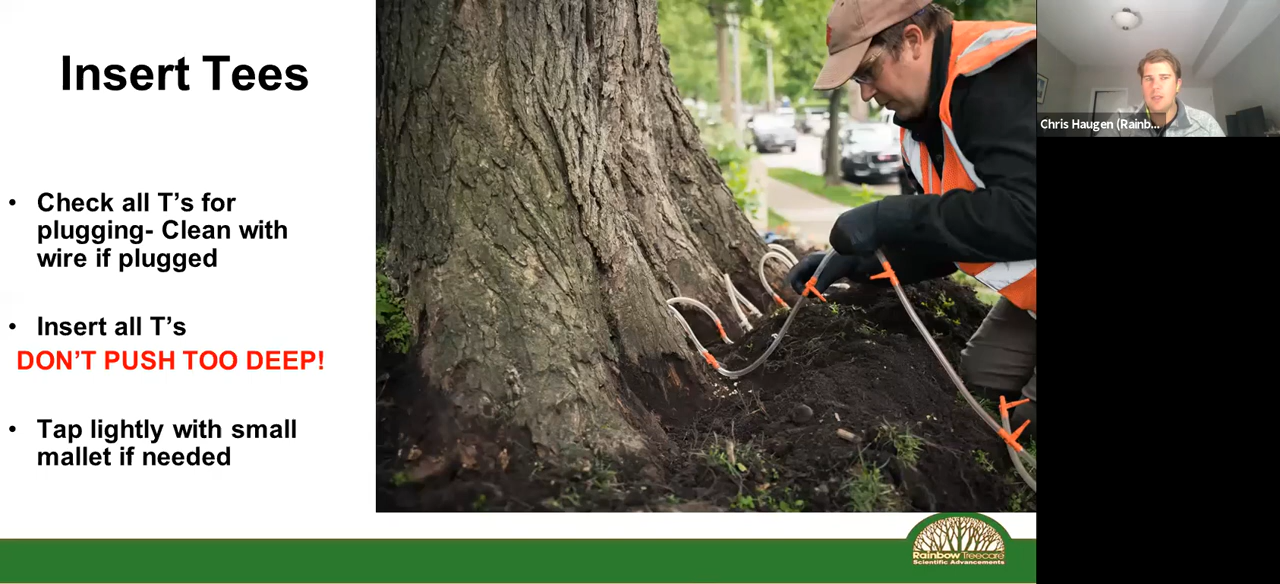 Insert Tees
Check all T’s for
plugging- Clean with
wire if plugged
Insert all T’s
DON’T PUSH TOO DEEP!
Tap lightly with small
mallet if needed
Chris Haugen (Rainb...
Rainbow Treecare
Scientific Advancements